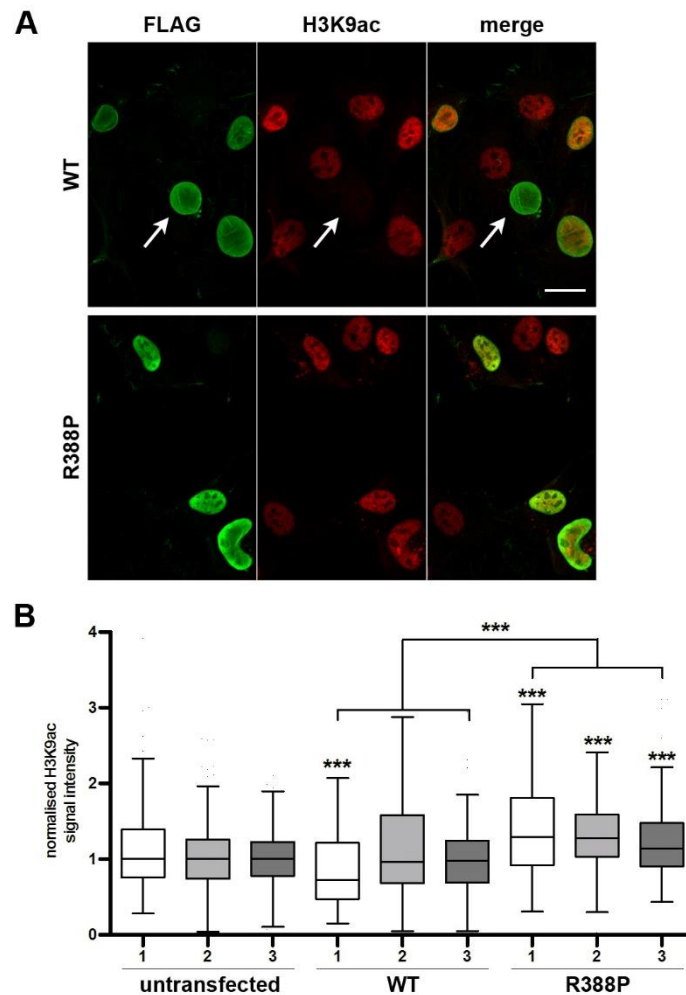 A
FLAG H3K9ac merge
WT
R388P
B
***
***
***
***
***
4
3
2
1
0
normalised H3K9ac
signal intensity
1 2 3 1 2 3 1 2 3
untransfected WT R388P